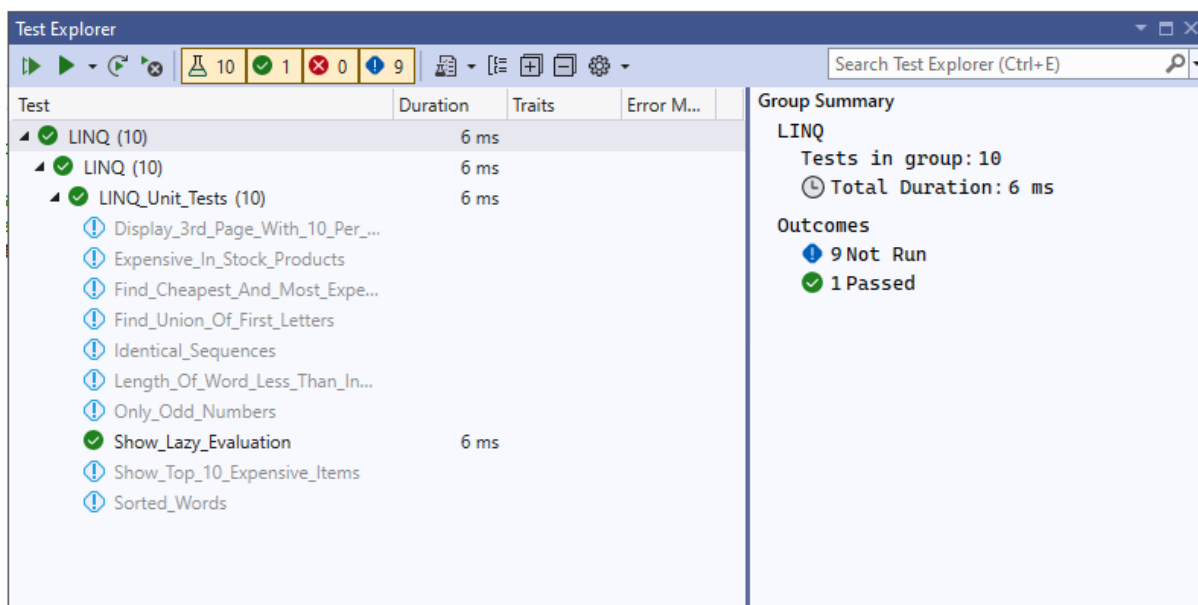 Test Explorer
10 1 0 9
Search Test Explorer (Ctrl+E)
Test Duration Traits Error M...
LINQ (10) 6 ms
LINQ (10) 6 ms
LINQ_Unit_Tests (10) 6 ms
Display_3rd_Page_With_10_Per_...
Expensive_In_Stock_Products
Find_Cheapest_And_Most_Expe...
Find_Union_Of_First_Letters
Identical_Sequences
Length_Of_Word_Less_Than_In...
Only_Odd_Numbers
Show_Lazy_Evaluation 6 ms
Show_Top_10_Expensive_Items
Sorted_Words
Group Summary
LINQ
Tests in group: 10
Total Duration: 6 ms
Outcomes
9 Not Run
1 Passed